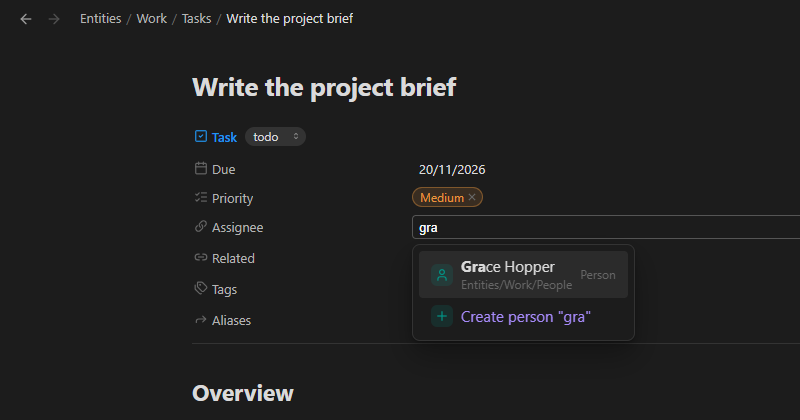 Entities / Work / Tasks / Write the project brief
Write the project brief
Task todo
Due 20/11/2026
Priority Medium ×
Assignee gra
Grace Hopper Person
Entities/Work/People
Related
Create person "gra"
Tags
Aliases
Overview